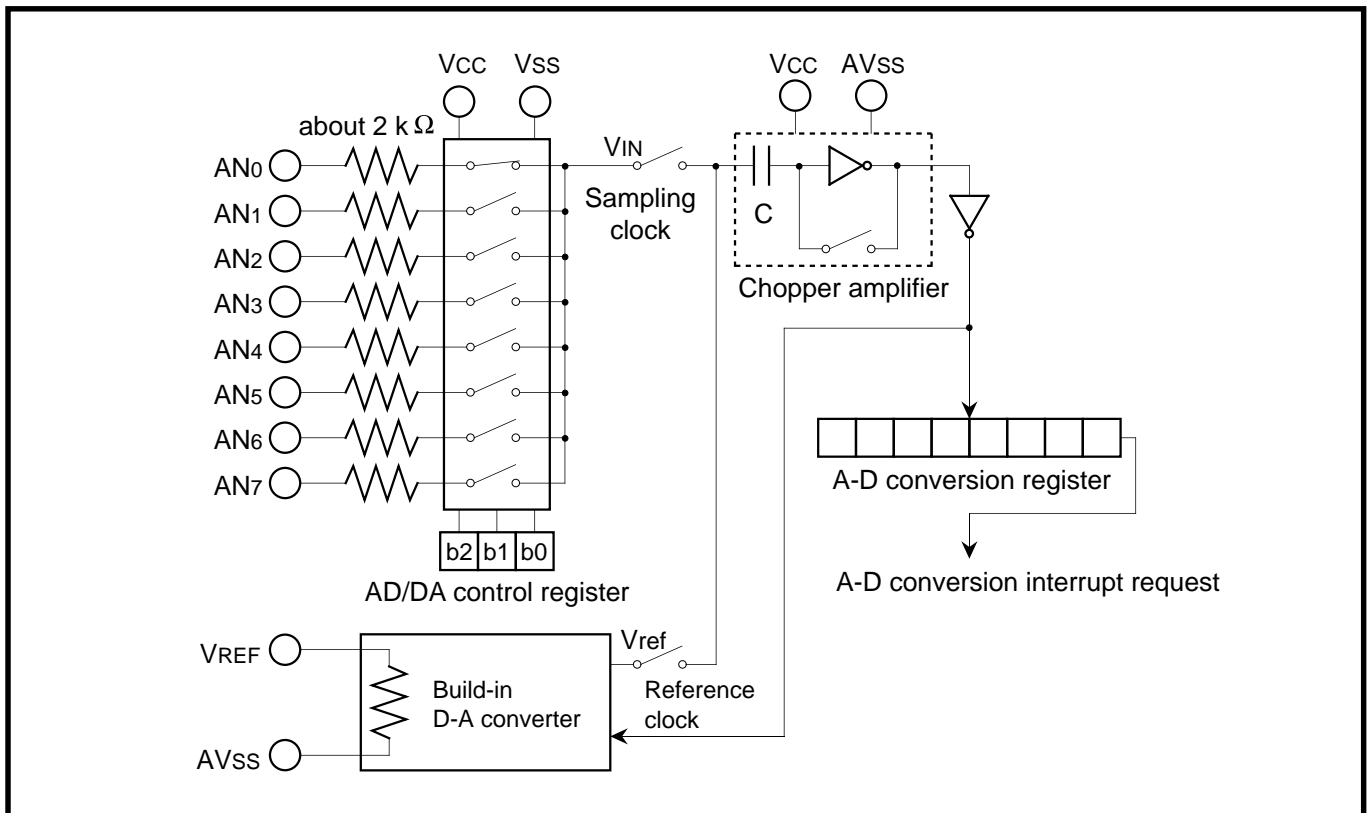 VCC
VSS
VCC
AVSS
about 2 k Ω
AN0
AN1
AN2
AN3
AN4
AN5
AN6
AN7
VIN
Sampling
clock
C
Chopper amplifier
b2 b1 b0
AD/DA control register
A-D conversion register
A-D conversion interrupt request
VREF
AVSS
Build-in
D-A converter
Vref
Reference
clock